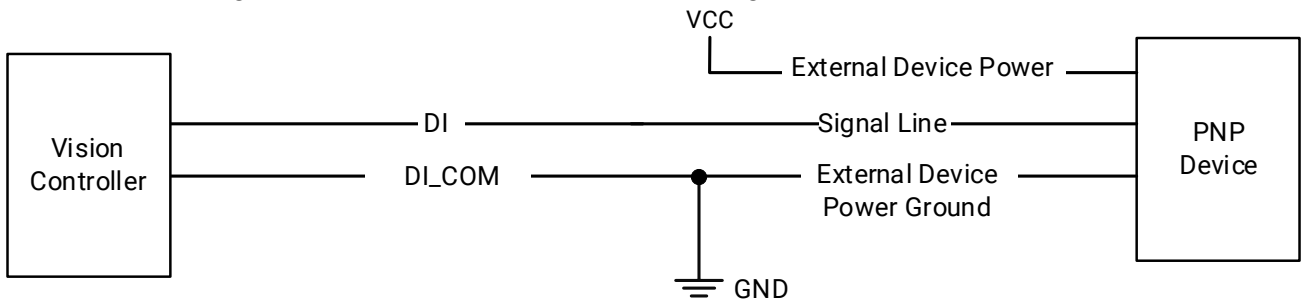 VCC
External Device Power
Vision
Controller
DI
Signal Line
PNP
Device
DI_COM
External Device
Power Ground
GND